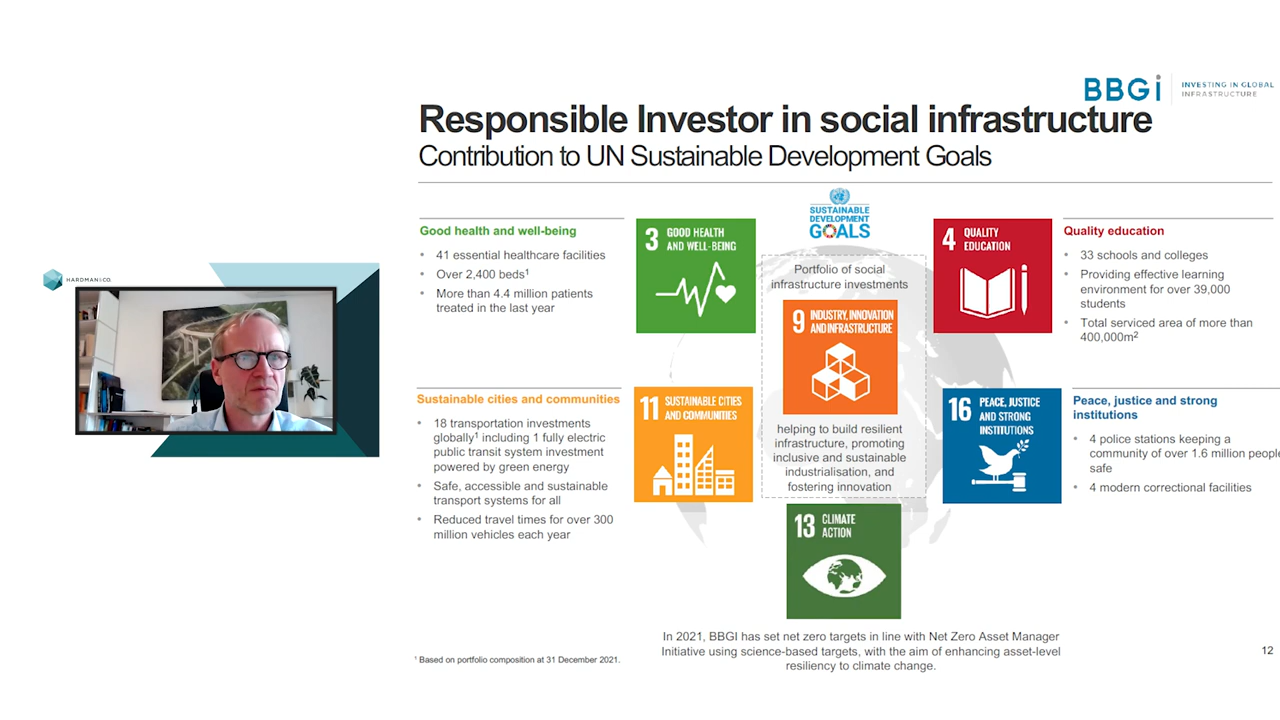 BBGi
INVESTING IN GLOBAL
INFRASTRUCTURE
Responsible Investor in social infrastructure
Contribution to UN Sustainable Development Goals
SUSTAINABLE
DEVELOPMENT
GOALS
Good health and well-being
• 41 essential healthcare facilities
• Over 2,400 beds¹
• More than 4.4 million patients
treated in the last year
3 GOOD HEALTH
AND WELL-BEING
Portfolio of social
infrastructure investments
9 INDUSTRY, INNOVATION
AND INFRASTRUCTURE
4 QUALITY
EDUCATION
Quality education
• 33 schools and colleges
• Providing effective learning
environment for over 39,000
students
• Total serviced area of more than
400,000m²
HARDMAN&CO.
Sustainable cities and communities
• 18 transportation investments
globally¹ including 1 fully electric
public transit system investment
powered by green energy
• Safe, accessible and sustainable
transport systems for all
• Reduced travel times for over 300
million vehicles each year
11 SUSTAINABLE CITIES
AND COMMUNITIES
helping to build resilient
infrastructure, promoting
inclusive and sustainable
industrialisation, and
fostering innovation
16 PEACE, JUSTICE
AND STRONG
INSTITUTIONS
Peace, justice and strong
institutions
• 4 police stations keeping a
community of over 1.6 million people
safe
• 4 modern correctional facilities
13 CLIMATE
ACTION
In 2021, BBGI has set net zero targets in line with Net Zero Asset Manager
Initiative using science-based targets, with the aim of enhancing asset-level
resiliency to climate change.
¹ Based on portfolio composition at 31 December 2021.
12